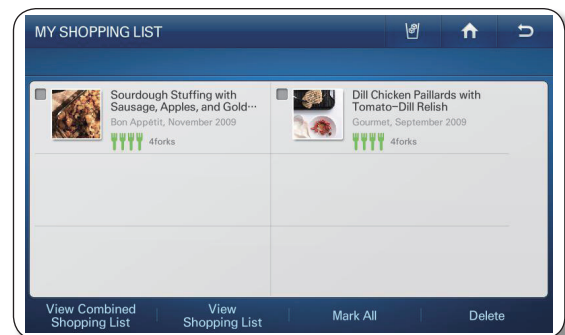 MY SHOPPING LIST
Sourdough Stuffing with
Sausage, Apples, and Gold…
Bon Appétit, November 2009
4forks
Dill Chicken Paillards with
Tomato-Dill Relish
Gourmet, September 2009
4forks
View Combined
Shopping List
View
Shopping List
Mark All
Delete